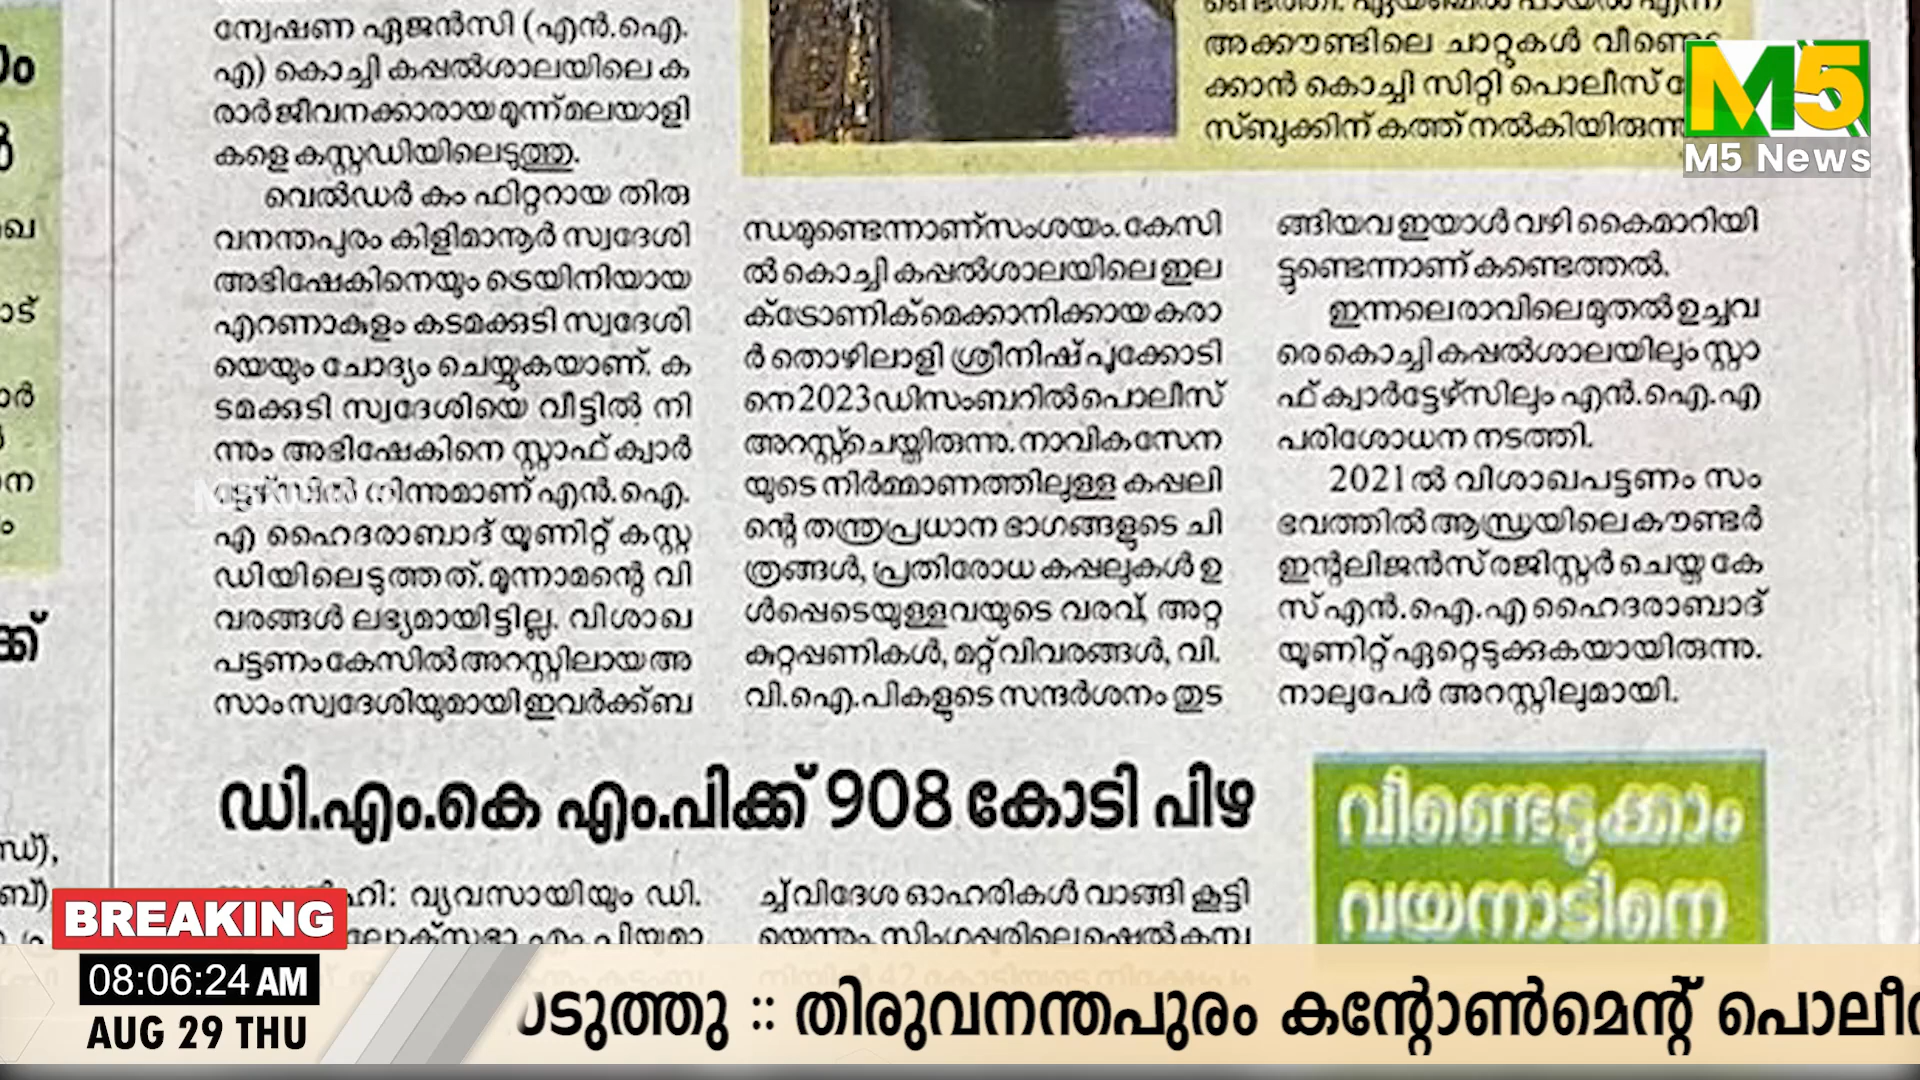 ന്വേഷണ ഏജൻസി (എൻ.ഐ.
എ) കൊച്ചി കപ്പൽശാലയിലെ ക
രാർ ജീവനക്കാരായ മൂന്ന് മലയാളി
കളെ കസ്റ്റഡിയിലെടുത്തു.
വെൽഡർ കം ഫിറ്ററായ തിരു
വനന്തപുരം കിളിമാനൂർ സ്വദേശി
അഭിഷേകിനെയും ട്രെയിനിയായ
എറണാകുളം കടമക്കുടി സ്വദേശി
യെയും ചോദ്യം ചെയ്യുകയാണ്. ക
ടമക്കുടി സ്വദേശിയെ വീട്ടിൽ നി
ന്നും അഭിഷേകിനെ സ്റ്റാഫ് ക്വാർ
ട്ടേഴ്സിൽ നിന്നുമാണ് എൻ.ഐ.
എ ഹൈദരാബാദ് യൂണിറ്റ് കസ്റ്റ
ഡിയിലെടുത്തത്. മൂന്നാമന്റെ വി
വരങ്ങൾ ലഭ്യമായിട്ടില്ല. വിശാഖ
പട്ടണം കേസിൽ അറസ്റ്റിലായ അ
സാം സ്വദേശിയുമായി ഇവർക്ക് ബ
അക്കൗണ്ടിലെ ചാറ്റുകൾ വീണ്ടെ
ക്കാൻ കൊച്ചി സിറ്റി പൊലീസ്
സ്ബുക്കിന് കത്ത് നൽകിയിരുന്നു
ന്ധമുണ്ടെന്നാണ് സംശയം. കേസി
ൽ കൊച്ചി കപ്പൽശാലയിലെ ഇല
ക്ട്രോണിക് മെക്കാനിക്കായ കരാ
ർ തൊഴിലാളി ശ്രീനിഷ് പൂക്കോടി
നെ 2023 ഡിസംബറിൽ പൊലീസ്
അറസ്റ്റ് ചെയ്തിരുന്നു. നാവികസേന
യുടെ നിർമ്മാണത്തിലുള്ള കപ്പലി
ന്റെ തന്ത്രപ്രധാന ഭാഗങ്ങളുടെ ചി
ത്രങ്ങൾ, പ്രതിരോധ കപ്പലുകൾ ഉ
ൾപ്പെടെയുള്ളവയുടെ വരവ്, അറ്റ
കുറ്റപ്പണികൾ, മറ്റ് വിവരങ്ങൾ, വി.
വി.ഐ.പികളുടെ സന്ദർശനം തുട
ങ്ങിയവ ഇയാൾ വഴി കൈമാറിയി
ട്ടുണ്ടെന്നാണ് കണ്ടെത്തൽ.
ഇന്നലെ രാവിലെ മുതൽ ഉച്ചവ
രെ കൊച്ചി കപ്പൽശാലയിലും സ്റ്റാ
ഫ് ക്വാർട്ടേഴ്സിലും എൻ.ഐ.എ
പരിശോധന നടത്തി.
2021ൽ വിശാഖപട്ടണം സം
ഭവത്തിൽ ആന്ധ്രയിലെ കൗണ്ടർ
ഇന്റലിജൻസ് രജിസ്റ്റർ ചെയ്ത കേ
സ് എൻ.ഐ.എ ഹൈദരാബാദ്
യൂണിറ്റ് ഏറ്റെടുക്കുകയായിരുന്നു.
നാലുപേർ അറസ്റ്റിലുമായി.
ഡി.എം.കെ എം.പിക്ക് 908 കോടി പിഴ
വ്യവസായിയും ഡി.
ലോക്സഭാ എം.പിയുമാ
ച്ച് വിദേശ ഓഹരികൾ വാങ്ങി കൂട്ടി
യെന്നും സിംഗപ്പൂരിലെ ഷെൽ കമ്പ
വീണ്ടെടുക്കാം
വയനാടിനെ
M5
M5 News
BREAKING
08:06:24 AM
AUG 29 THU
:: തിരുവനന്തപുരം കന്റോൺമെന്റ്